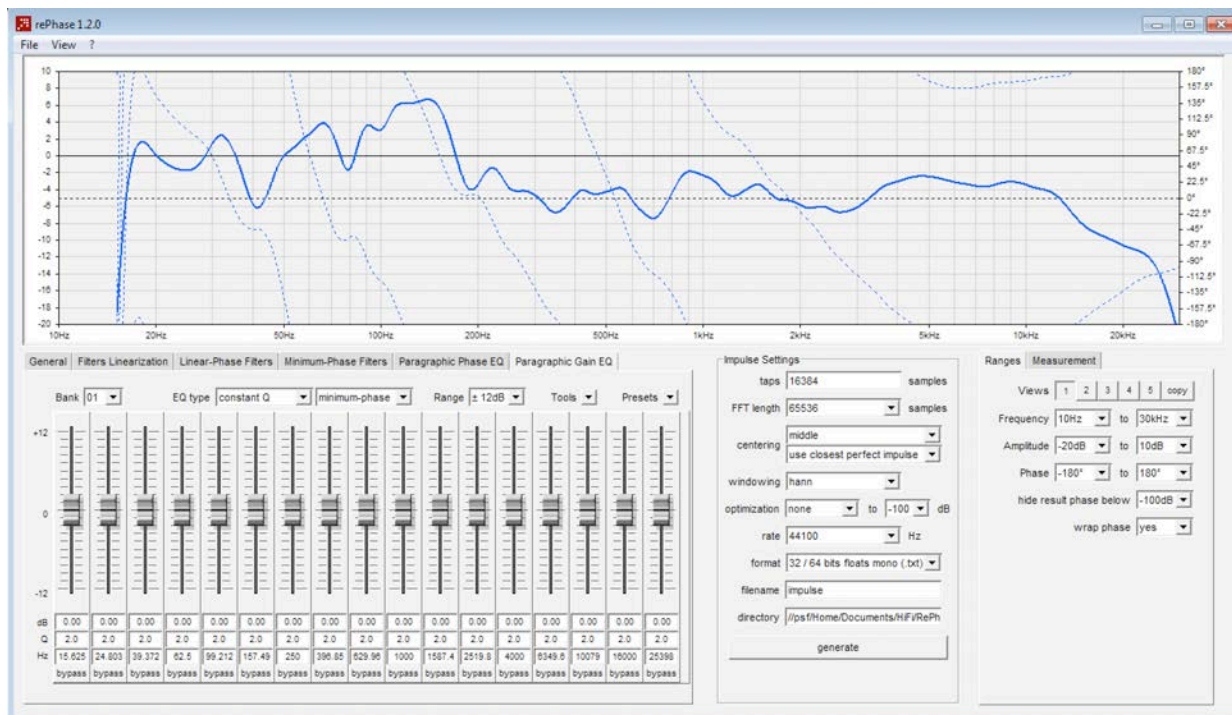 rePhase 1.2.0
File View ?
10
8
6
4
2
0
-2
-4
-6
-8
-10
-12
-14
-16
-18
-20
180°
157.5°
135°
112.5°
90°
67.5°
45°
22.5°
0°
-22.5°
-45°
-67.5°
-90°
-112.5°
-135°
-157.5°
-180°
10Hz 20Hz 50Hz 100Hz 200Hz 500Hz 1kHz 2kHz 5kHz 10kHz 20kHz
General Filters Linearization Linear-Phase Filters Minimum-Phase Filters Paragraphic Phase EQ Paragraphic Gain EQ
Bank 01 EQ type constant Q minimum-phase Range ± 12dB Tools Presets
+12
0
-12
dB 0.00 0.00 0.00 0.00 0.00 0.00 0.00 0.00 0.00 0.00 0.00 0.00 0.00 0.00 0.00 0.00 0.00
Q 2.0 2.0 2.0 2.0 2.0 2.0 2.0 2.0 2.0 2.0 2.0 2.0 2.0 2.0 2.0 2.0 2.0
Hz 15.625 24.803 39.372 62.5 99.212 157.49 250 396.85 629.96 1000 1587.4 2519.8 4000 6349.6 10079 16000 25398
bypass bypass bypass bypass bypass bypass bypass bypass bypass bypass bypass bypass bypass bypass bypass bypass bypass
Impulse Settings
taps 16384 samples
FFT length 65536 samples
centering middle
use closest perfect impulse
windowing hann
optimization none to -100 dB
rate 44100 Hz
format 32 / 64 bits floats mono (.txt)
filename impulse
directory //psf/Home/Documents/HiFi/RePh
generate
Ranges Measurement
Views 1 2 3 4 5 copy
Frequency 10Hz to 30kHz
Amplitude -20dB to 10dB
Phase -180° to 180°
hide result phase below -100dB
wrap phase yes